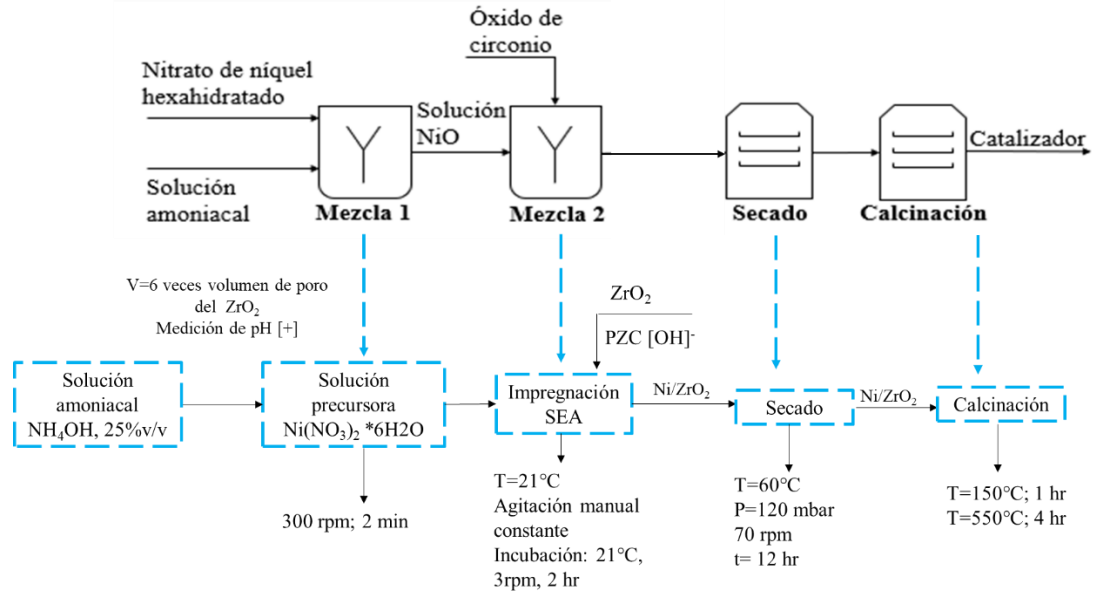 Óxido de
circonio
Nitrato de níquel
hexahidratado
Solución
NiO
Catalizador
Solución
amoniacal
Mezcla 1
Mezcla 2
Secado
Calcinación
V=6 veces volumen de poro
del ZrO₂
Medición de pH [+]
ZrO₂
PZC [OH]⁻
Solución
amoniacal
NH₄OH, 25%v/v
Solución
precursora
Ni(NO₃)₂ *6H2O
Impregnación
SEA
Ni/ZrO₂
Secado
Ni/ZrO₂
Calcinación
300 rpm; 2 min
T=21°C
Agitación manual
constante
Incubación: 21°C,
3rpm, 2 hr
T=60°C
P=120 mbar
70 rpm
t= 12 hr
T=150°C; 1 hr
T=550°C; 4 hr